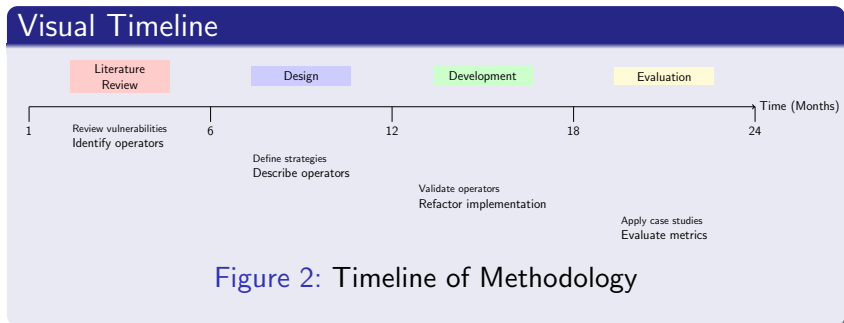 Visual Timeline
Literature
Review
Design
Development
Evaluation
Time (Months)
1
6
12
18
24
Review vulnerabilities
Identify operators
Define strategies
Describe operators
Validate operators
Refactor implementation
Apply case studies
Evaluate metrics
Figure 2: Timeline of Methodology